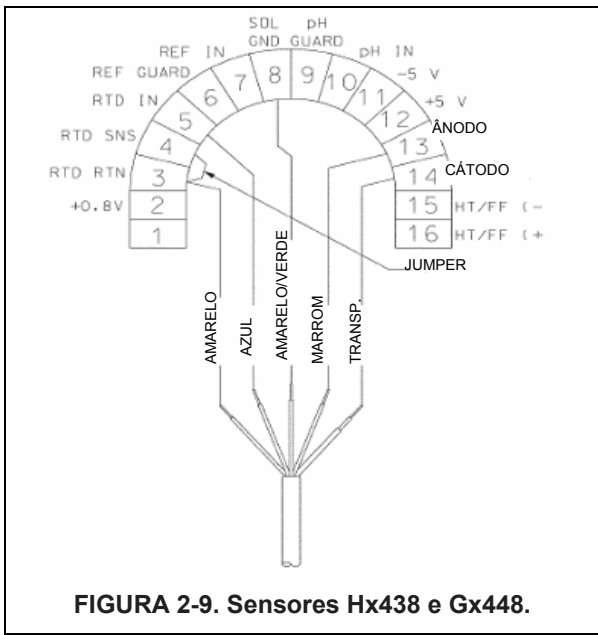 SOL pH
GND GUARD
REF IN
pH IN
REF GUARD
-5 V
RTD IN
+5 V
RTD SNS
ÂNODO
RTD RTN
CÁTODO
+0.8V
HT/FF (-
HT/FF (+
1
2
3
4
5
6
7
8
9
10
11
12
13
14
15
16
JUMPER
AMARELO
AZUL
AMARELO/VERDE
MARROM
TRANSP.
FIGURA 2-9. Sensores Hx438 e Gx448.